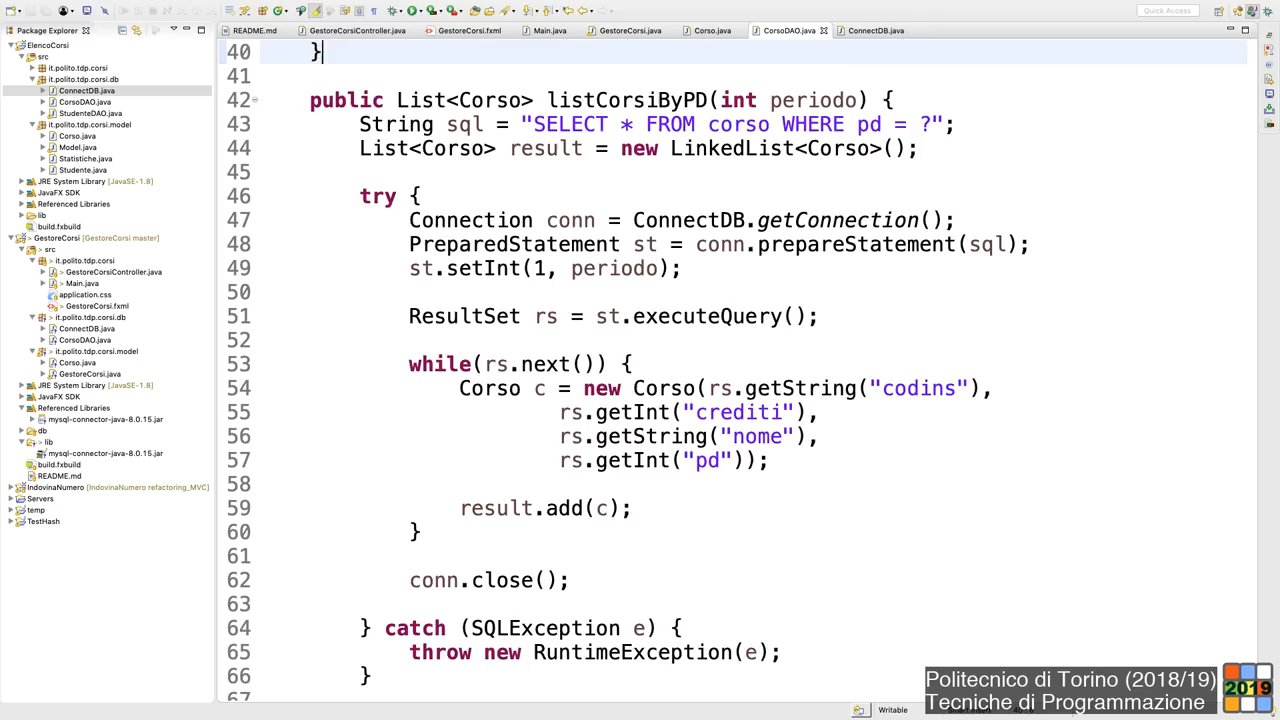 Quick Access
Package Explorer
README.md
GestoreCorsiController.java
GestoreCorsi.fxml
Main.java
GestoreCorsi.java
Corso.java
CorsoDAO.java
ConnectDB.java
ElencoCorsi
src
it.polito.tdp.corsi
it.polito.tdp.corsi.db
ConnectDB.java
CorsoDAO.java
StudenteDAO.java
it.polito.tdp.corsi.model
Corso.java
Model.java
Statistiche.java
Studente.java
JRE System Library [JavaSE-1.8]
JavaFX SDK
Referenced Libraries
lib
build.fxbuild
> GestoreCorsi [GestoreCorsi master]
> src
> it.polito.tdp.corsi
> GestoreCorsiController.java
> Main.java
application.css
> GestoreCorsi.fxml
> it.polito.tdp.corsi.db
ConnectDB.java
CorsoDAO.java
> it.polito.tdp.corsi.model
Corso.java
GestoreCorsi.java
JRE System Library [JavaSE-1.8]
JavaFX SDK
Referenced Libraries
mysql-connector-java-8.0.15.jar
db
> lib
mysql-connector-java-8.0.15.jar
build.fxbuild
README.md
IndovinaNumero [IndovinaNumero refactoring_MVC]
Servers
temp
TestHash
40 }
41
42 public List<Corso> listCorsiByPD(int periodo) {
43 String sql = "SELECT * FROM corso WHERE pd = ?";
44 List<Corso> result = new LinkedList<Corso>();
45
46 try {
47 Connection conn = ConnectDB.getConnection();
48 PreparedStatement st = conn.prepareStatement(sql);
49 st.setInt(1, periodo);
50
51 ResultSet rs = st.executeQuery();
52
53 while(rs.next()) {
54 Corso c = new Corso(rs.getString("codins"),
55 rs.getInt("crediti"),
56 rs.getString("nome"),
57 rs.getInt("pd"));
58
59 result.add(c);
60 }
61
62 conn.close();
63
64 } catch (SQLException e) {
65 throw new RuntimeException(e);
66 }
67
Politecnico di Torino (2018/19)
Tecniche di Programmazione
2019
Writable